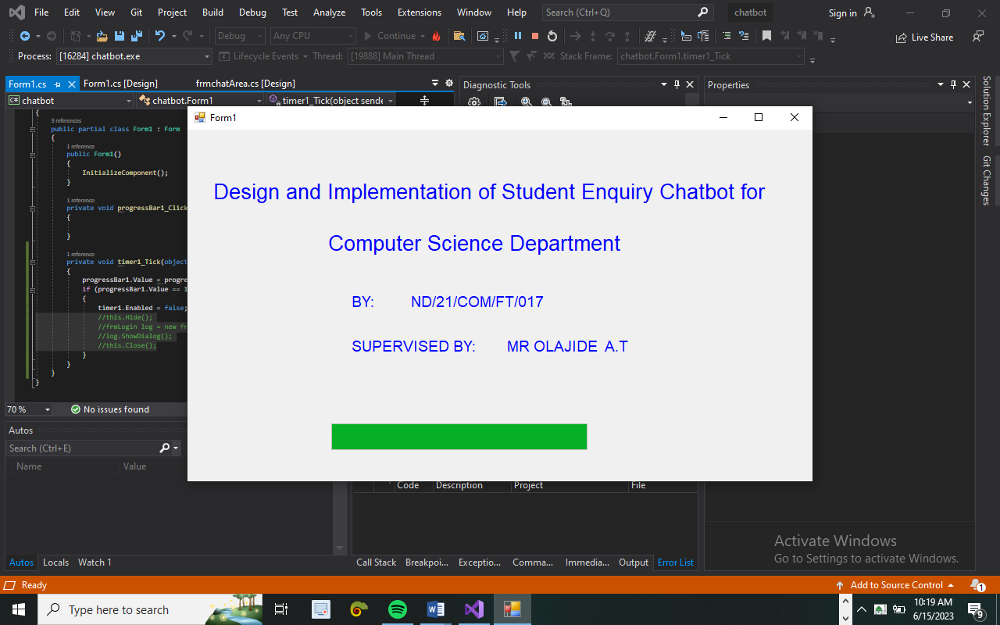 File Edit View Git Project Build Debug Test Analyze Tools Extensions Window Help Search (Ctrl+Q) chatbot Sign in
Debug Any CPU Continue Live Share
Process: [16284] chatbot.exe Lifecycle Events Thread: [19888] Main Thread Stack Frame: chatbot.Form1.timer1_Tick
Form1.cs Form1.cs [Design] frmchatArea.cs [Design]
C# chatbot chatbot.Form1 timer1_Tick(object sende
Diagnostic Tools
Properties
Solution Explorer
Git Changes
{
3 references
public partial class Form1 : Form
{
1 reference
public Form1()
{
InitializeComponent();
}
1 reference
private void progressBar1_Click
{
}
1 reference
private void timer1_Tick(object
{
progressBar1.Value = progre
if (progressBar1.Value == 1
{
timer1.Enabled = false;
//this.Hide();
//frmLogin log = new fr
//log.ShowDialog();
//this.Close();
}
}
}
}
70 % No issues found
Form1
Design and Implementation of Student Enquiry Chatbot for
Computer Science Department
BY: ND/21/COM/FT/017
SUPERVISED BY: MR OLAJIDE A.T
Autos
Search (Ctrl+E)
Name Value
Code Description Project File
Autos Locals Watch 1
Call Stack Breakpoi... Exceptio... Comma... Immedia... Output Error List
Activate Windows
Go to Settings to activate Windows.
Ready Add to Source Control 1
Type here to search W
10:19 AM
6/15/2023
9